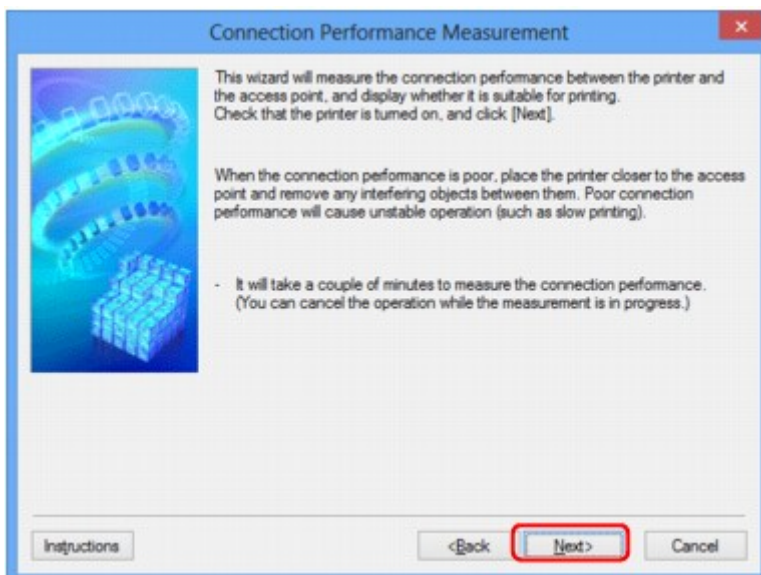 Connection Performance Measurement
This wizard will measure the connection performance between the printer and
the access point, and display whether it is suitable for printing.
Check that the printer is turned on, and click [Next].
When the connection performance is poor, place the printer closer to the access
point and remove any interfering objects between them. Poor connection
performance will cause unstable operation (such as slow printing).
- It will take a couple of minutes to measure the connection performance.
(You can cancel the operation while the measurement is in progress.)
Instructions
<Back
Next>
Cancel